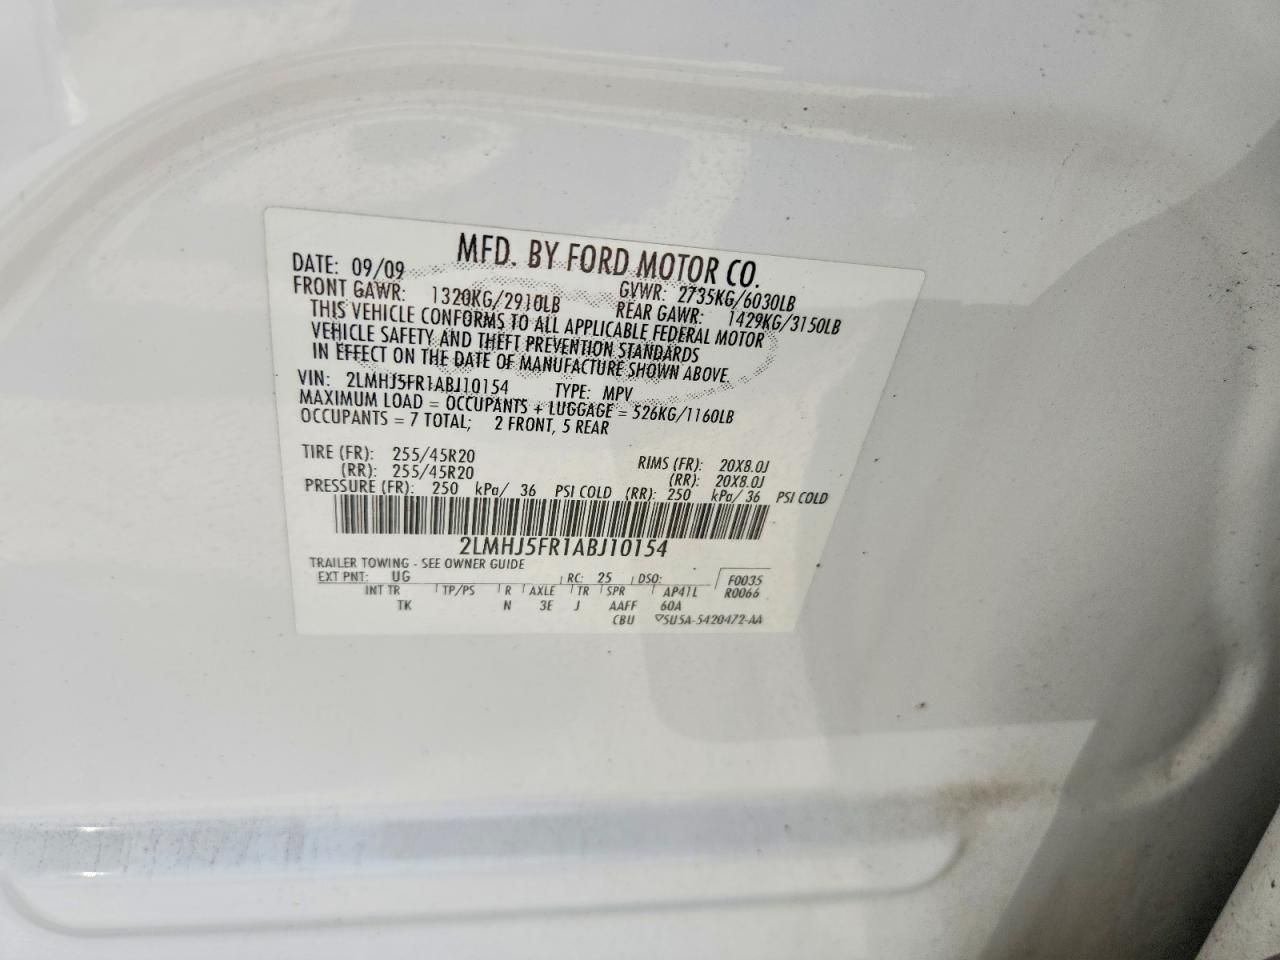 MFD. BY FORD MOTOR CO.
DATE: 09/09 GVWR: 2735KG/6030LB
FRONT GAWR: 1320KG/2910LB REAR GAWR: 1429KG/3150LB
THIS VEHICLE CONFORMS TO ALL APPLICABLE FEDERAL MOTOR
VEHICLE SAFETY AND THEFT PREVENTION STANDARDS
IN EFFECT ON THE DATE OF MANUFACTURE SHOWN ABOVE.
VIN: 2LMHJ5FR1ABJ10154 TYPE: MPV
MAXIMUM LOAD = OCCUPANTS + LUGGAGE = 526KG/1160LB
OCCUPANTS = 7 TOTAL; 2 FRONT, 5 REAR
TIRE (FR): 255/45R20 RIMS (FR): 20X8.0J
(RR): 255/45R20 (RR): 20X8.0J
PRESSURE (FR): 250 kPa/ 36 PSI COLD (RR): 250 kPa/ 36 PSI COLD
2LMHJ5FR1ABJ10154
TRAILER TOWING - SEE OWNER GUIDE
EXT PNT: UG RC: 25 DSO: F0035
INT TR TP/PS R AXLE TR SPR AP41L R0066
TK N 3E J AAFF 60A
CBU ▽5U5A-5420472-AA